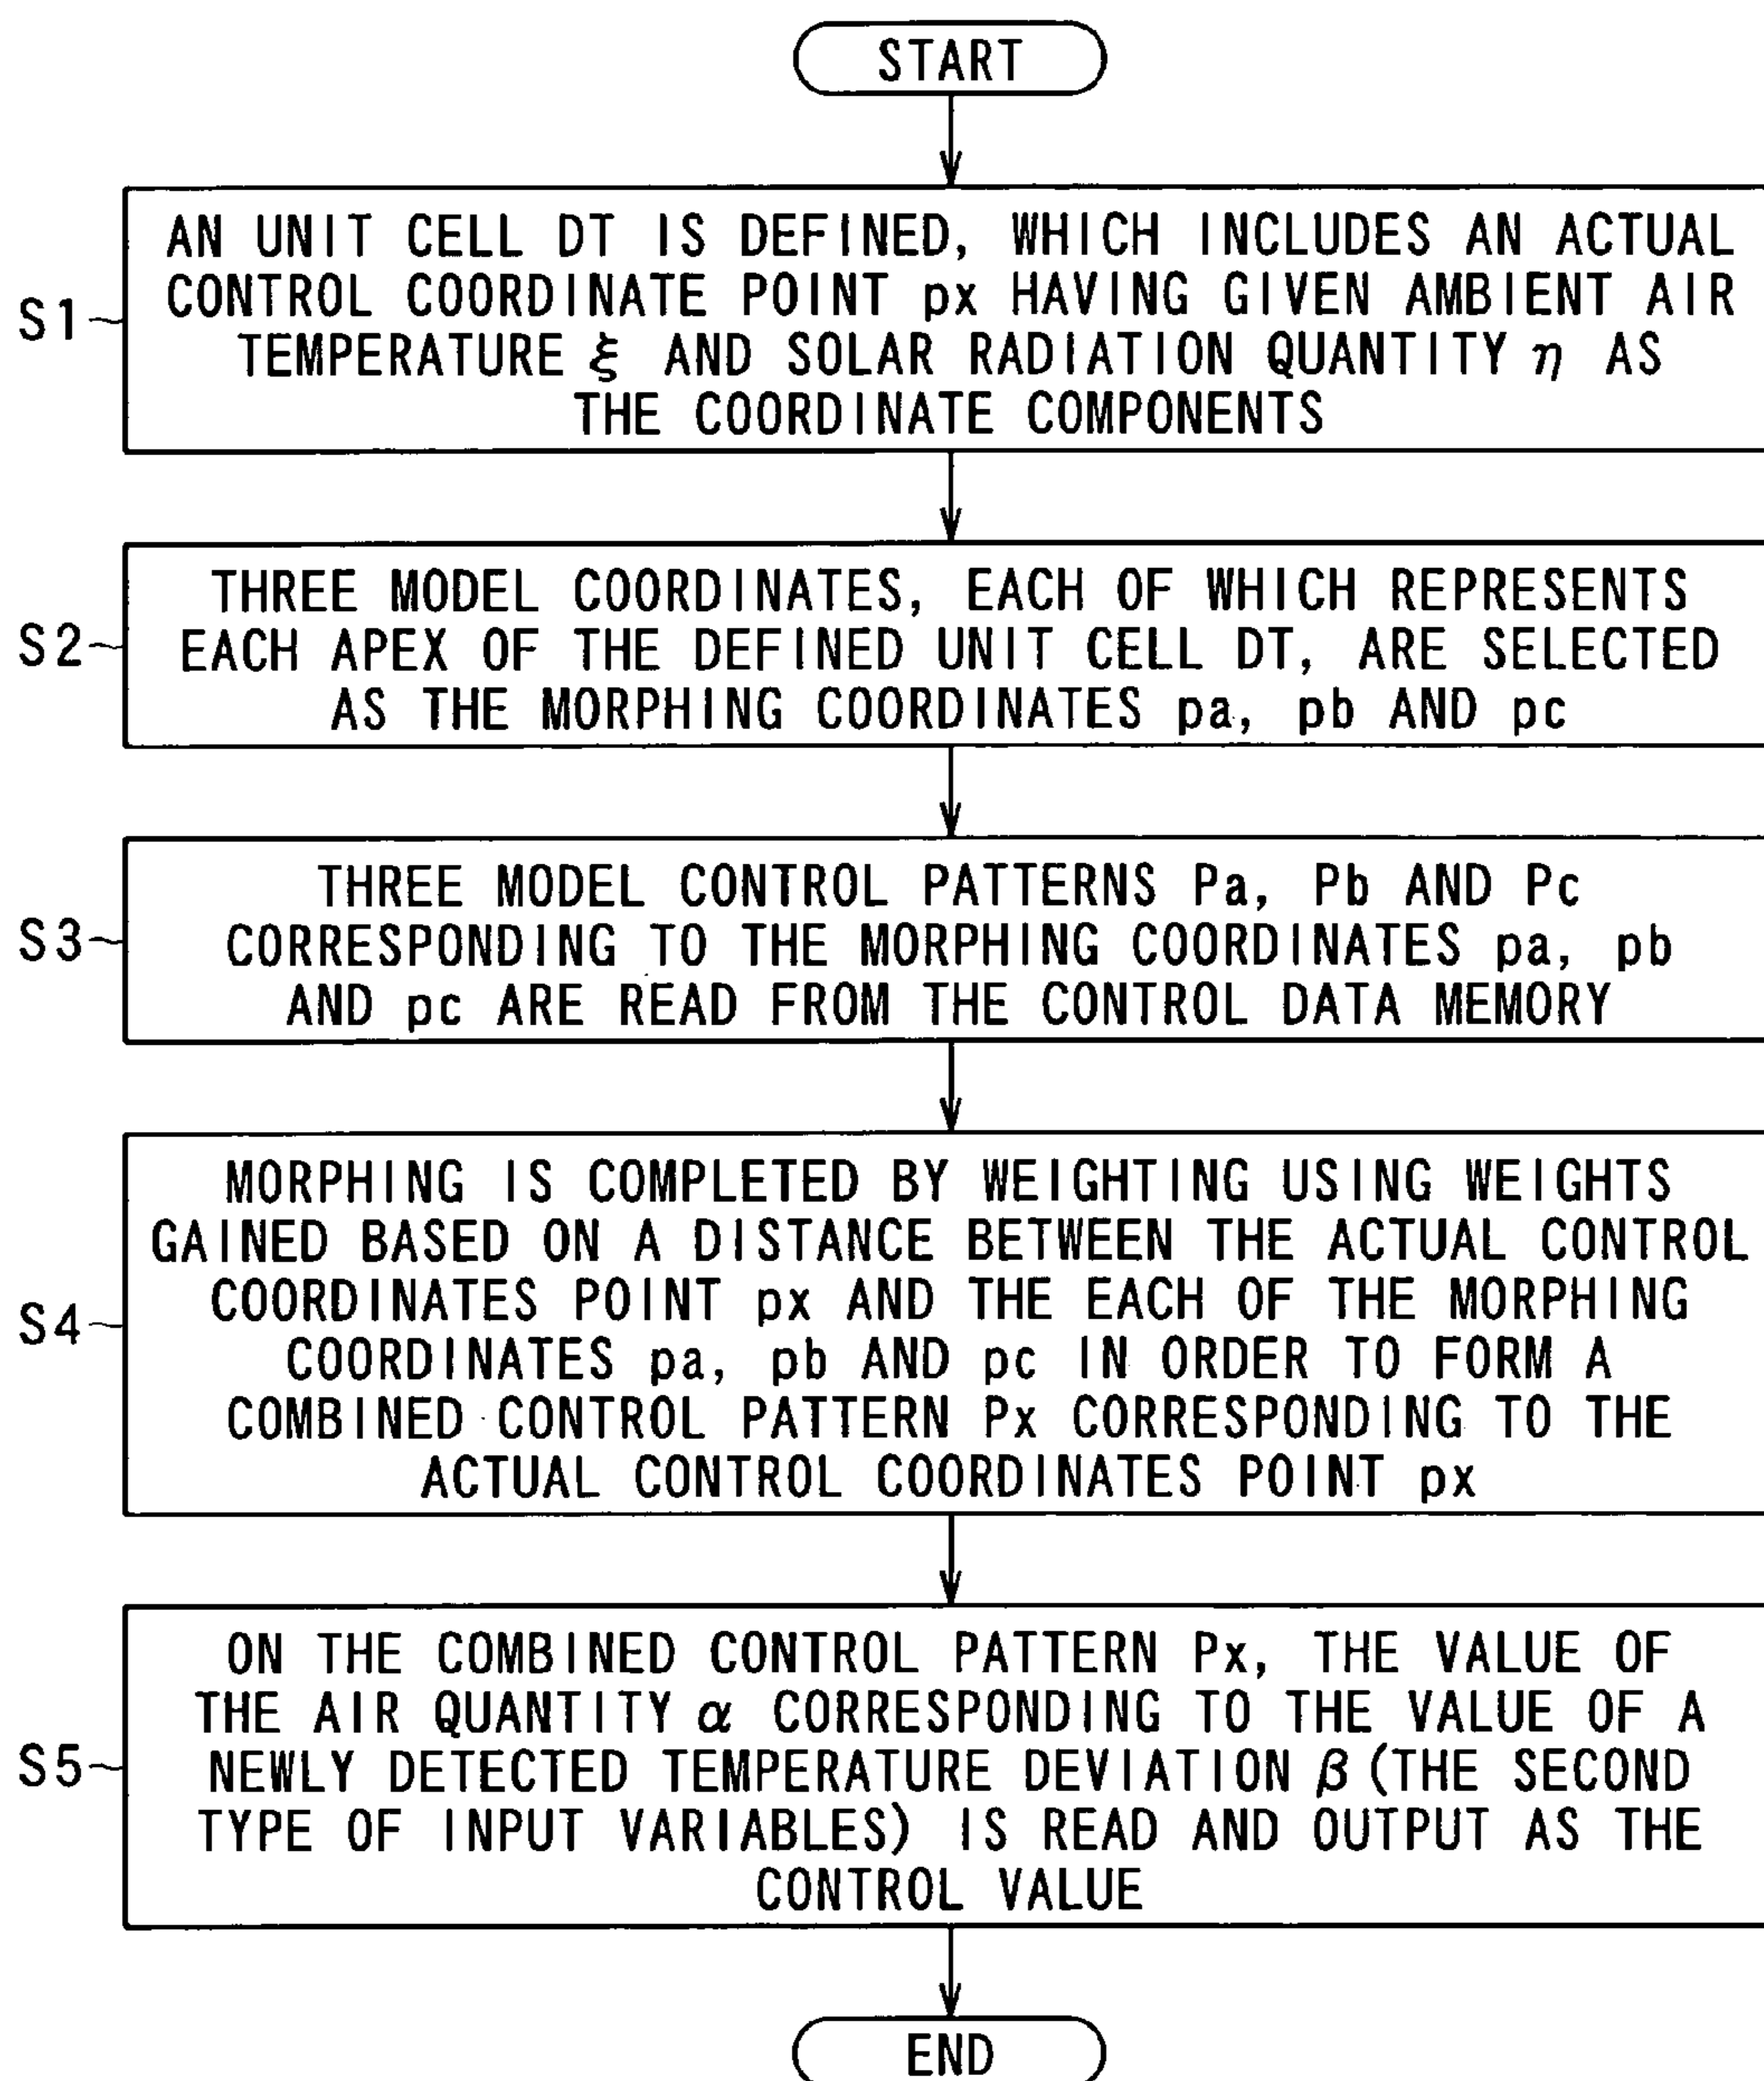 START
AN UNIT CELL DT IS DEFINED, WHICH INCLUDES AN ACTUAL
CONTROL COORDINATE POINT px HAVING GIVEN AMBIENT AIR
S1
TEMPERATURE ξ AND SOLAR RADIATION QUANTITY η AS
THE COORDINATE COMPONENTS
THREE MODEL COORDINATES, EACH OF WHICH REPRESENTS
S2
EACH APEX OF THE DEFINED UNIT CELL DT, ARE SELECTED
AS THE MORPHING COORDINATES pa, pb AND pc
THREE MODEL CONTROL PATTERNS Pa, Pb AND Pc
S3
CORRESPONDING TO THE MORPHING COORDINATES pa, pb
AND pc ARE READ FROM THE CONTROL DATA MEMORY
MORPHING IS COMPLETED BY WEIGHTING USING WEIGHTS
GAINED BASED ON A DISTANCE BETWEEN THE ACTUAL CONTROL
COORDINATES POINT px AND THE EACH OF THE MORPHING
S4
COORDINATES pa, pb AND pc IN ORDER TO FORM A
COMBINED CONTROL PATTERN Px CORRESPONDING TO THE
ACTUAL CONTROL COORDINATES POINT px
ON THE COMBINED CONTROL PATTERN Px, THE VALUE OF
THE AIR QUANTITY α CORRESPONDING TO THE VALUE OF A
S5
NEWLY DETECTED TEMPERATURE DEVIATION β (THE SECOND
TYPE OF INPUT VARIABLES) IS READ AND OUTPUT AS THE
CONTROL VALUE
END